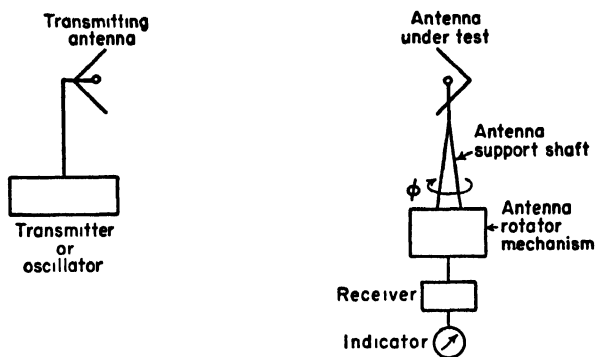 Transmitting
antenna
Transmitter
or
oscillator
Antenna
under test
Antenna
support shaft
ϕ
Antenna
rotator
mechanism
Receiver
Indicator